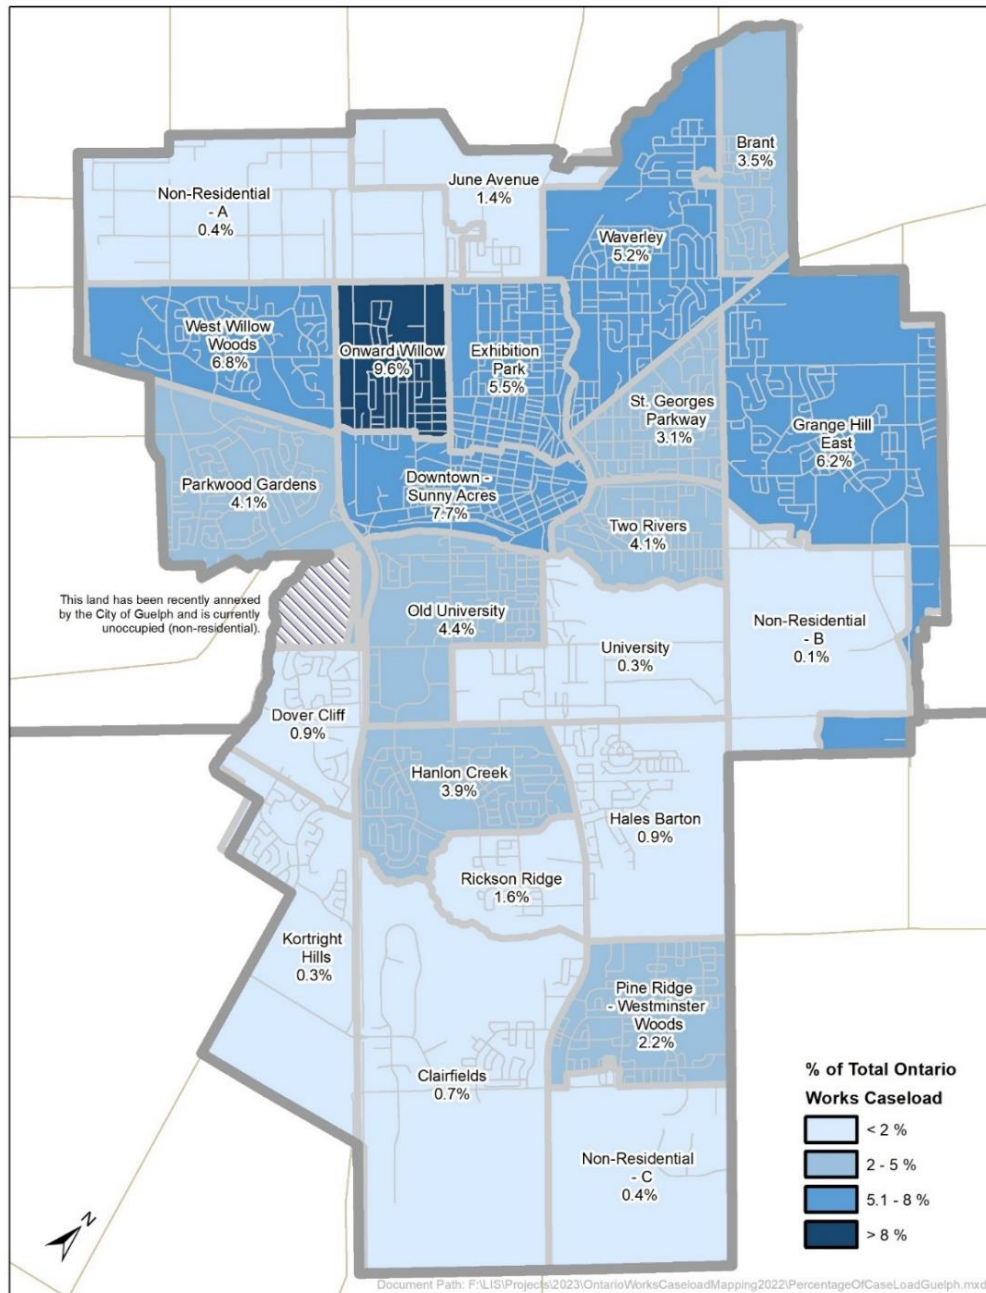 Brant
3.5%
Non-Residential
- A
0.4%
June Avenue
1.4%
Waverley
5.2%
West Willow
Woods
6.8%
Onward Willow
9.6%
Exhibition
Park
5.5%
St. Georges
Parkway
3.1%
Grange Hill
East
6.2%
Parkwood Gardens
4.1%
Downtown -
Sunny Acres
7.7%
Two Rivers
4.1%
This land has been recently annexed
by the City of Guelph and is currently
unoccupied (non-residential).
Old University
4.4%
University
0.3%
Non-Residential
- B
0.1%
Dover Cliff
0.9%
Hanlon Creek
3.9%
Hales Barton
0.9%
Rickson Ridge
1.6%
Kortright
Hills
0.3%
Pine Ridge
- Westminster
Woods
2.2%
Clairfields
0.7%
Non-Residential
- C
0.4%
% of Total Ontario
Works Caseload
< 2 %
2 - 5 %
5.1 - 8 %
> 8 %
N
Document Path: F:\LIS\Projects\2023\OntarioWorksCaseloadMapping2022\PercentageOfCaseLoadGuelph.mxd